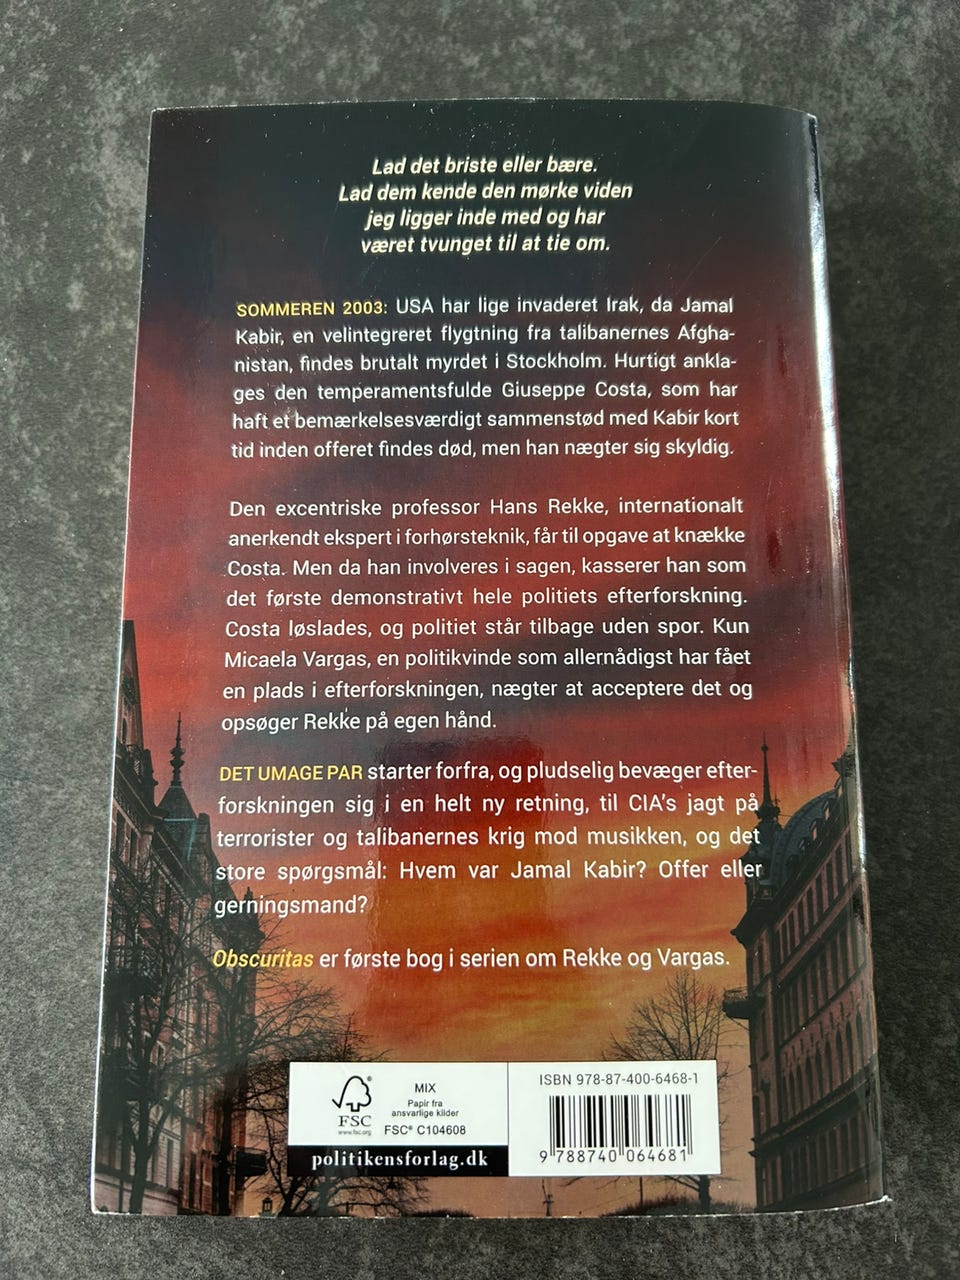 Lad det briste eller bære.
Lad dem kende den mørke viden
jeg ligger inde med og har
været tvunget til at tie om.
SOMMEREN 2003: USA har lige invaderet Irak, da Jamal
Kabir, en velintegreret flygtning fra talibanernes Afgha-
nistan, findes brutalt myrdet i Stockholm. Hurtigt ankla-
ges den temperamentsfulde Giuseppe Costa, som har
haft et bemærkelsesværdigt sammenstød med Kabir kort
tid inden offeret findes død, men han nægter sig skyldig.
Den excentriske professor Hans Rekke, internationalt
anerkendt ekspert i forhørsteknik, får til opgave at knække
Costa. Men da han involveres i sagen, kasserer han som
det første demonstrativt hele politiets efterforskning.
Costa løslades, og politiet står tilbage uden spor. Kun
Micaela Vargas, en politikvinde som allernådigst har fået
en plads i efterforskningen, nægter at acceptere det og
opsøger Rekke på egen hånd.
DET UMAGE PAR starter forfra, og pludselig bevæger efter-
forskningen sig i en helt ny retning, til CIA's jagt på
terrorister og talibanernes krig mod musikken, og det
store spørgsmål: Hvem var Jamal Kabir? Offer eller
gerningsmand?
Obscuritas er første bog i serien om Rekke og Vargas.
FSC
www.fsc.org
MIX
Papir fra
ansvarlige kilder
FSC® C104608
politikensforlag.dk
ISBN 978-87-400-6468-1
9 788740 064681